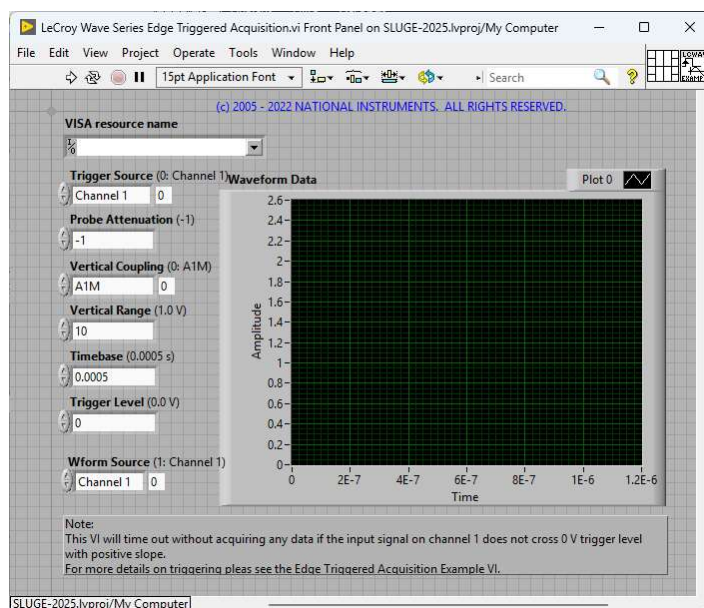 LeCroy Wave Series Edge Triggered Acquisition.vi Front Panel on SLUGE-2025.lvproj/My Computer
File Edit View Project Operate Tools Window Help
15pt Application Font
Search
LCWAV
EXAMP
(c) 2005 - 2022 NATIONAL INSTRUMENTS. ALL RIGHTS RESERVED.
VISA resource name
Trigger Source (0: Channel 1)
Channel 1 0
Probe Attenuation (-1)
-1
Vertical Coupling (0: A1M)
A1M 0
Vertical Range (1.0 V)
10
Timebase (0.0005 s)
0.0005
Trigger Level (0.0 V)
0
Wform Source (1: Channel 1)
Channel 1 0
Waveform Data
Plot 0
Amplitude
2.6
2.4
2.2
2
1.8
1.6
1.4
1.2
1
0.8
0.6
0.4
0.2
0
0 2E-7 4E-7 6E-7 8E-7 1E-6 1.2E-6
Time
Note:
This VI will time out without acquiring any data if the input signal on channel 1 does not cross 0 V trigger level
with positive slope.
For more details on triggering pleas see the Edge Triggered Acquisition Example VI.
SLUGE-2025.lvproj/My Computer